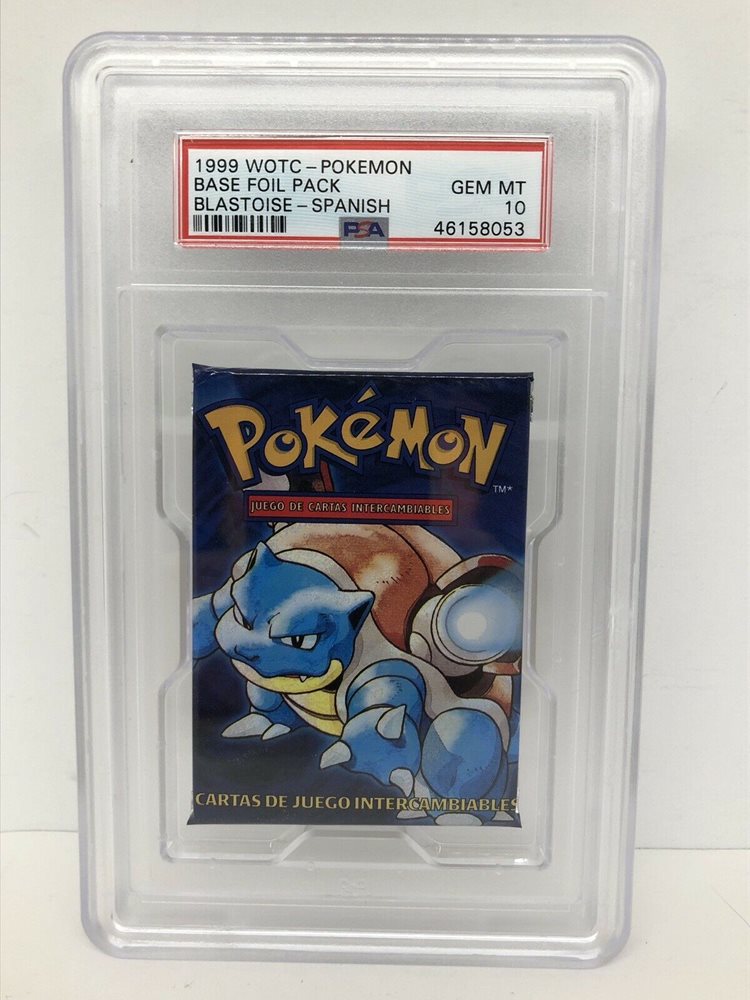 1999 WOTC-POKEMON
BASE FOIL PACK GEM MT
BLASTOISE-SPANISH 10
PSA 46158053
POKéMON
TM*
JUEGO DE CARTAS INTERCAMBIABLES
CARTAS DE JUEGO INTERCAMBIABLES